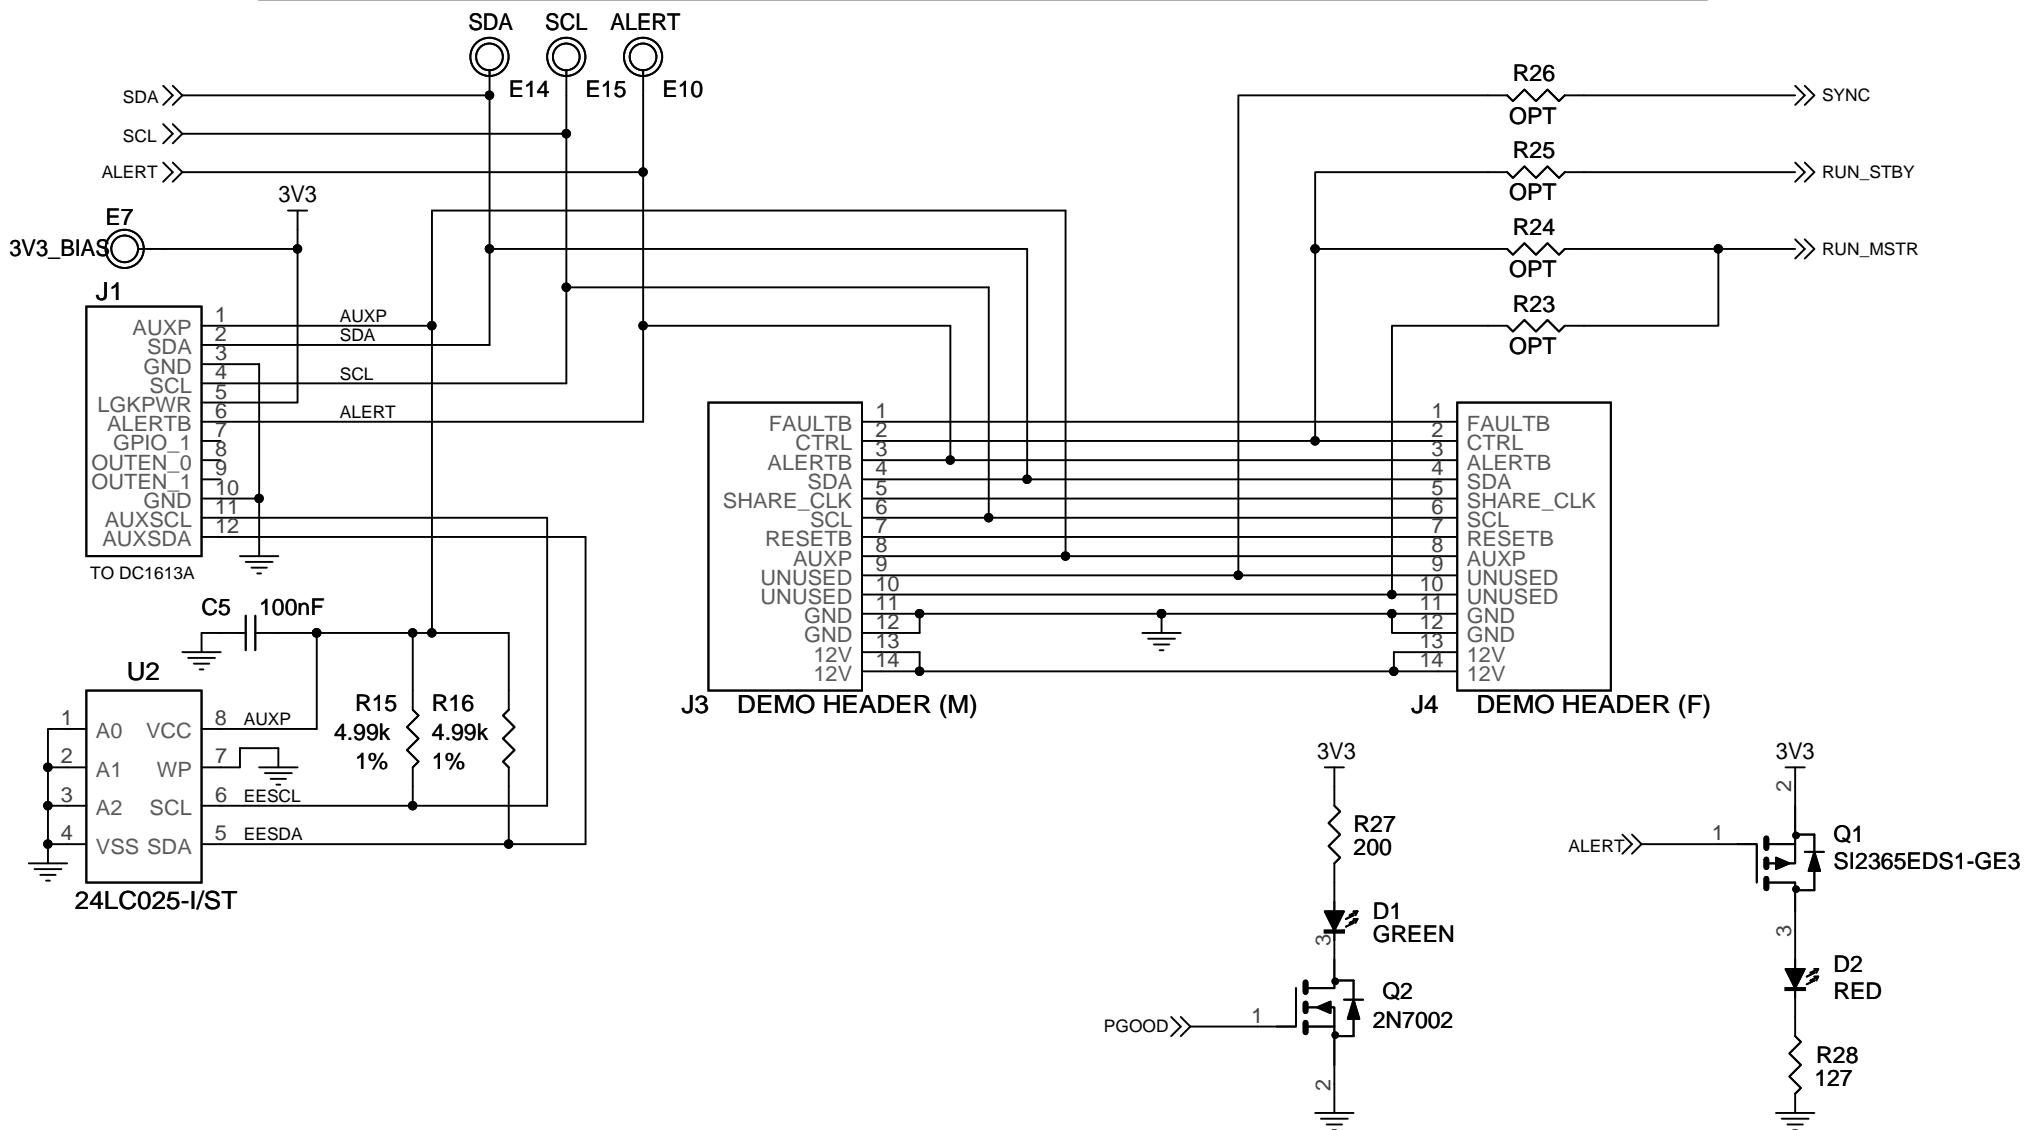 SDA SCL ALERT
E14 E15 E10
SDA
SCL
ALERT
3V3
E7
3V3_BIAS
R26
OPT
SYNC
R25
OPT
RUN_STBY
R24
OPT
RUN_MSTR
R23
OPT
J1
AUXP 1 AUXP
SDA 2 SDA
GND 3
SCL 4 SCL
LGKPWR 5
ALERTB 6 ALERT
GPIO_1 7
OUTEN_0 8
OUTEN_1 9
GND 10
AUXSCL 11
AUXSDA 12
TO DC1613A
FAULTB 1 1 FAULTB
CTRL 2 2 CTRL
ALERTB 3 3 ALERTB
SDA 4 4 SDA
SHARE_CLK 5 5 SHARE_CLK
SCL 6 6 SCL
RESETB 7 7 RESETB
AUXP 8 8 AUXP
UNUSED 9 9 UNUSED
UNUSED 10 10 UNUSED
GND 11 11 GND
GND 12 12 GND
12V 13 13 12V
12V 14 14 12V
J3 DEMO HEADER (M)
J4 DEMO HEADER (F)
C5 100nF
U2
R15
4.99k
1%
R16
4.99k
1%
1 A0 VCC 8 AUXP
2 A1 WP 7
3 A2 SCL 6 EESCL
4 VSS SDA 5 EESDA
24LC025-I/ST
3V3
R27
200
D1
GREEN
3
Q2
2N7002
PGOOD 1
2
3V3
2
ALERT 1
Q1
SI2365EDS1-GE3
3
D2
RED
R28
127